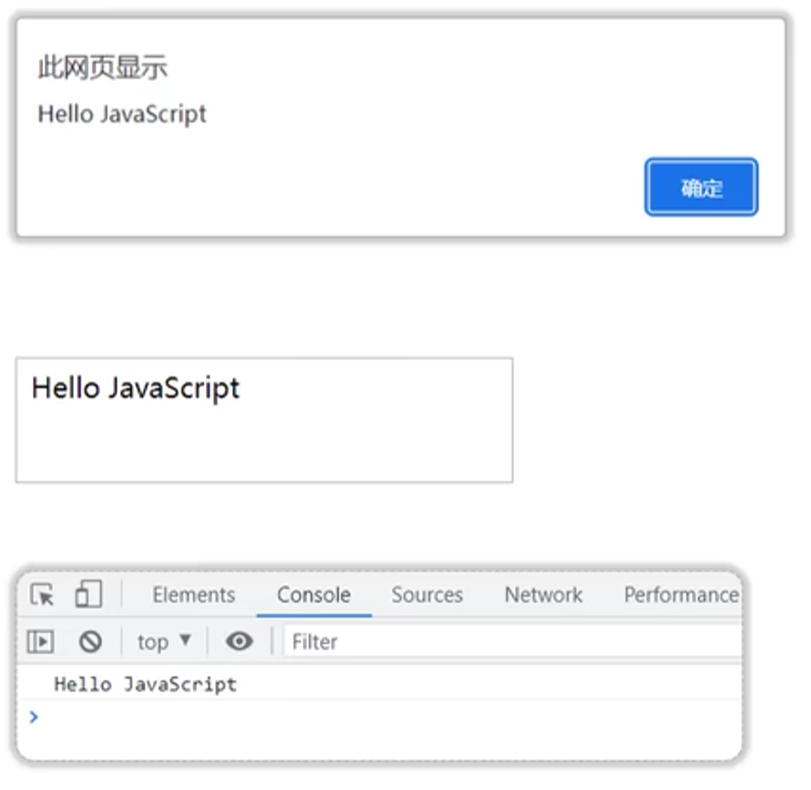 此网页显示
Hello JavaScript
确定
Hello JavaScript
Elements Console Sources Network Performance
top Filter
Hello JavaScript